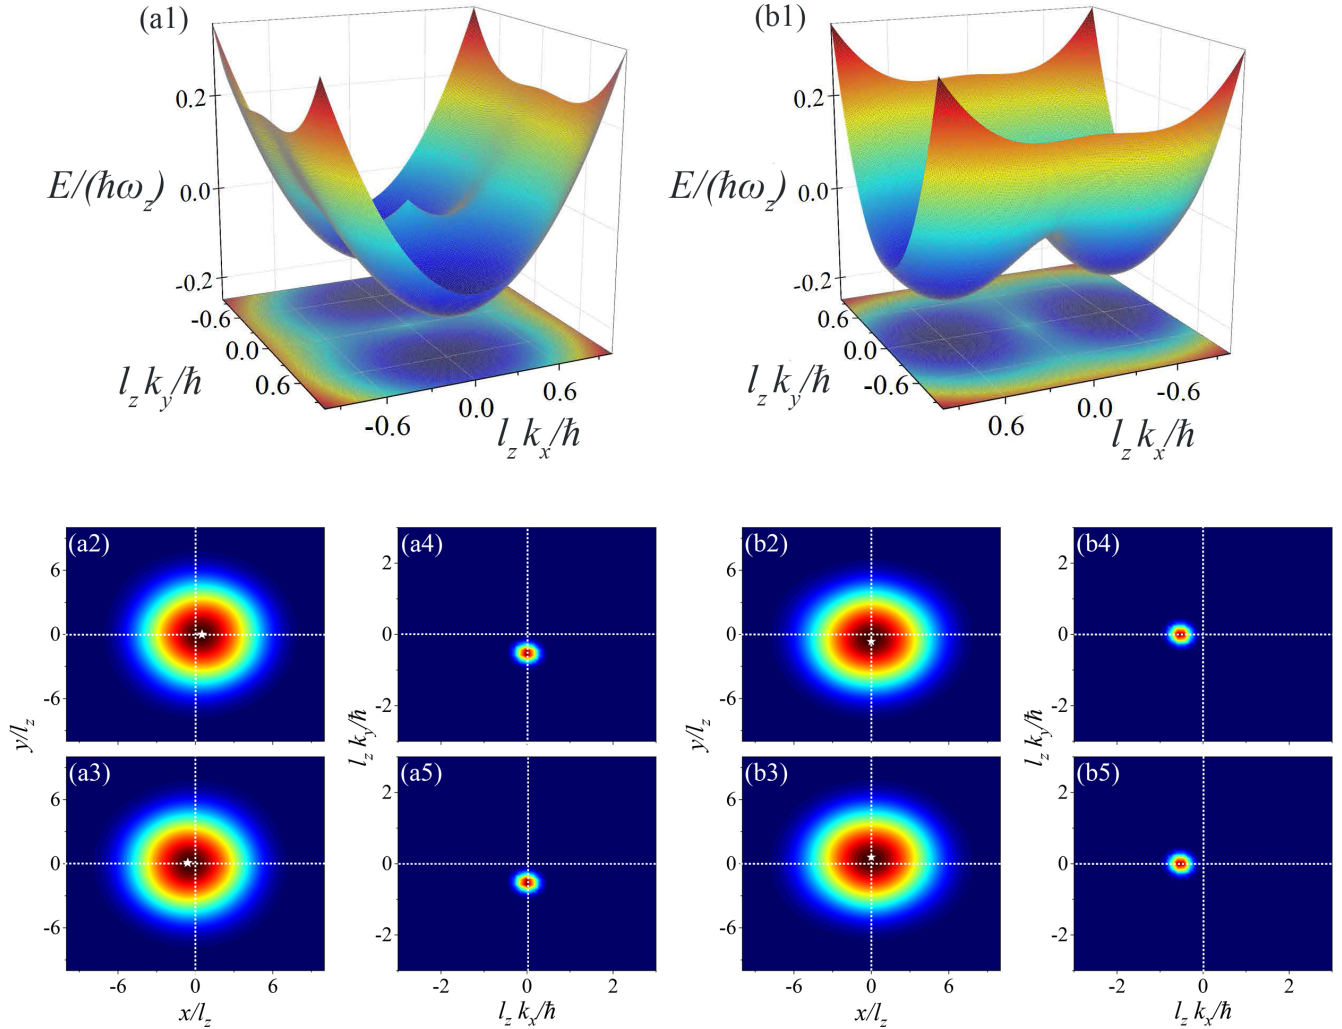 (a1)
0.2
E/(ħω_z)
0.0
-0.2
-0.6
0.0
0.6
l_z k_y/ħ
-0.6
0.0
0.6
l_z k_x/ħ
(b1)
0.2
E/(ħω_z)
0.0
-0.2
0.6
0.0
-0.6
l_z k_y/ħ
0.6
0.0
-0.6
l_z k_x/ħ
(a2)
6
0
-6
(a4)
2
0
-2
(b2)
6
0
-6
(b4)
2
0
-2
y/l_z
l_z k_y/ħ
y/l_z
l_z k_y/ħ
(a3)
6
0
-6
-6 0 6
x/l_z
(a5)
2
0
-2
-2 0 2
l_z k_x/ħ
(b3)
6
0
-6
-6 0 6
x/l_z
(b5)
2
0
-2
-2 0 2
l_z k_x/ħ